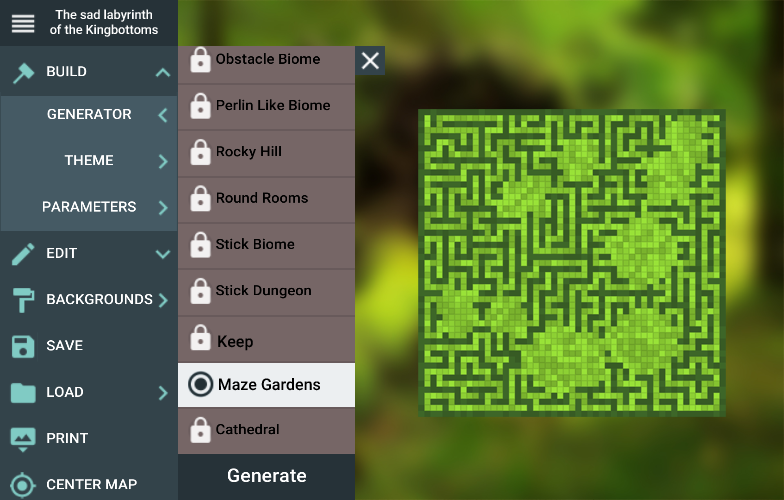 The sad labyrinth
of the Kingbottoms
BUILD
GENERATOR
THEME
PARAMETERS
EDIT
BACKGROUNDS
SAVE
LOAD
PRINT
CENTER MAP
Obstacle Biome
Perlin Like Biome
Rocky Hill
Round Rooms
Stick Biome
Stick Dungeon
Keep
Maze Gardens
Cathedral
Generate